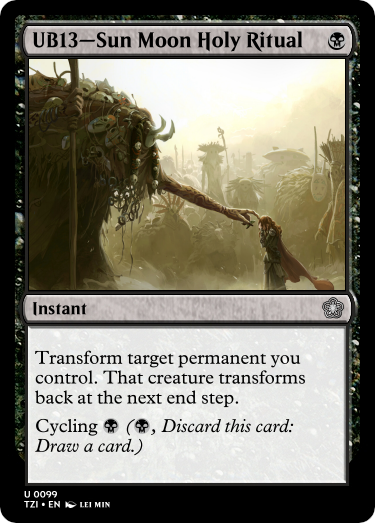 UB13—Sun Moon Holy Ritual
Instant
Transform target permanent you
control. That creature transforms
back at the next end step.
Cycling (, Discard this card:
Draw a card.)
U 0099
TZI • EN LEI MIN